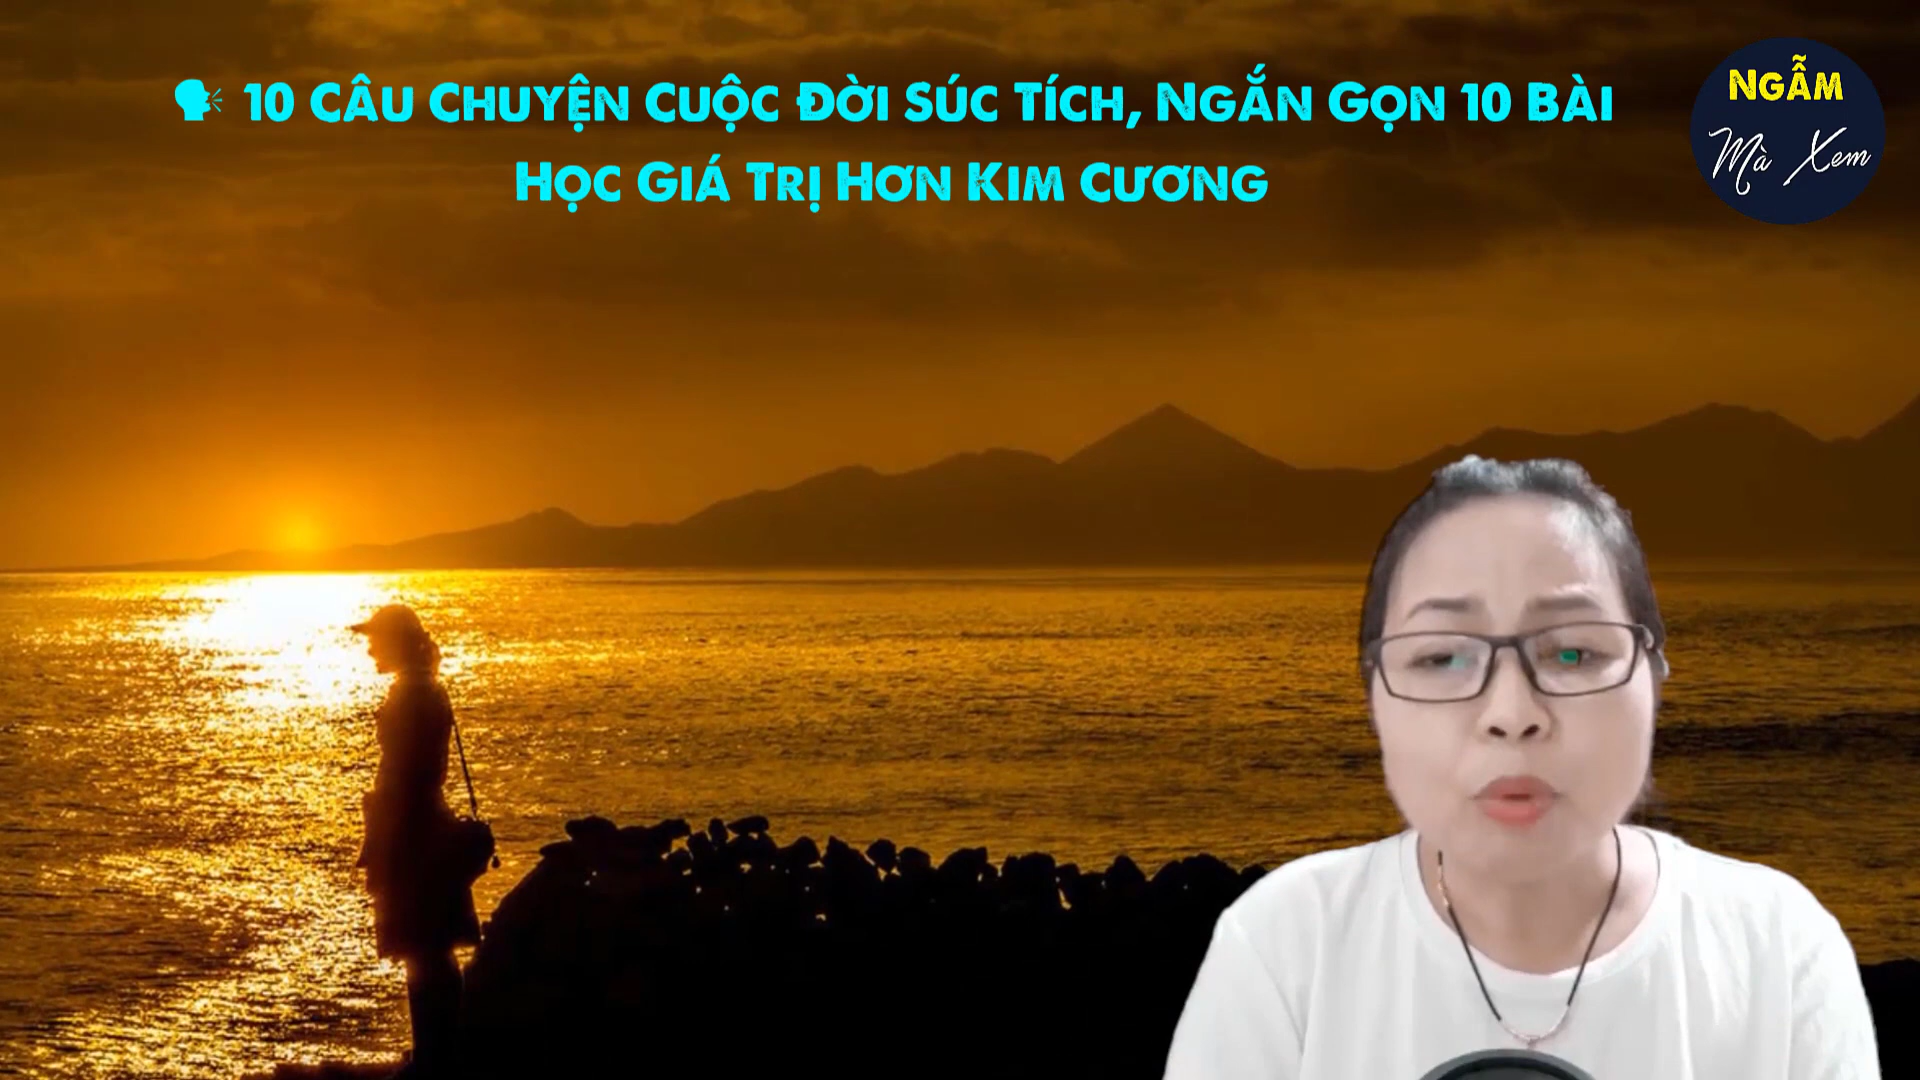 🗣 10 Câu Chuyện Cuộc Đời Súc Tích, Ngắn Gọn 10 Bài
Học Giá Trị Hơn Kim Cương
NGẪM
Mà Xem